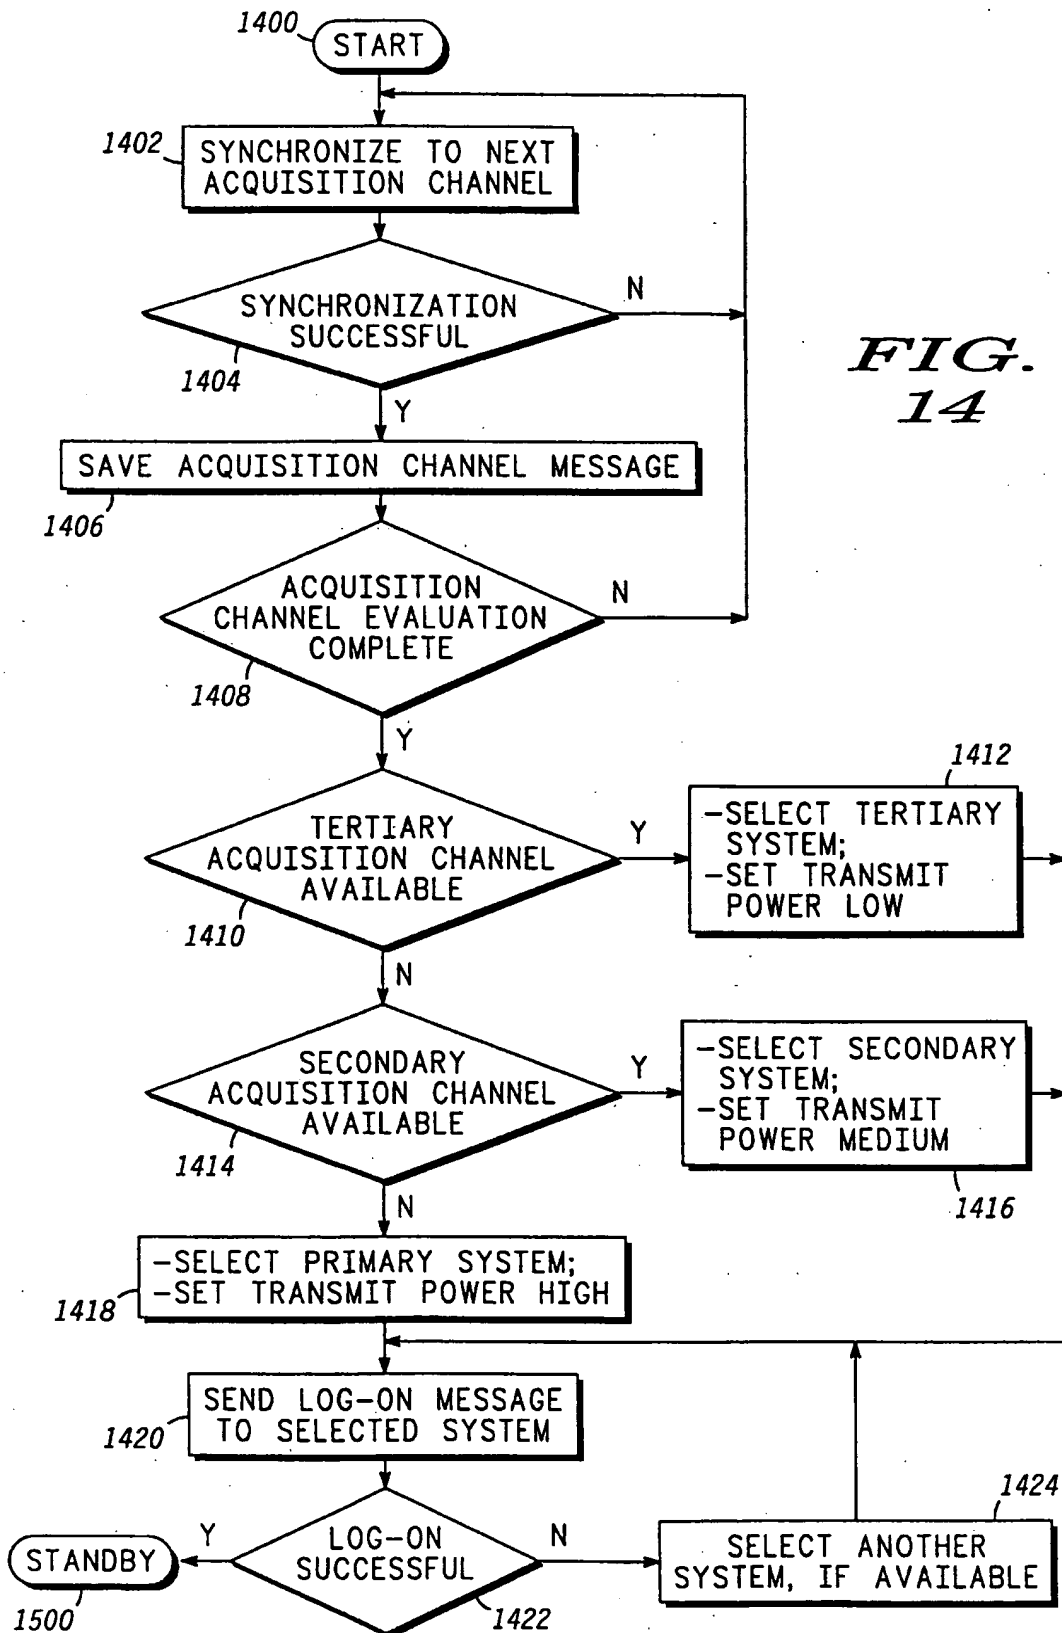 1400
START
1402
SYNCHRONIZE TO NEXT
ACQUISITION CHANNEL
SYNCHRONIZATION
SUCCESSFUL
N
1404
Y
FIG.
14
SAVE ACQUISITION CHANNEL MESSAGE
1406
ACQUISITION
CHANNEL EVALUATION
COMPLETE
N
1408
Y
TERTIARY
ACQUISITION CHANNEL
AVAILABLE
Y
1410
N
1412
-SELECT TERTIARY
SYSTEM;
-SET TRANSMIT
POWER LOW
SECONDARY
ACQUISITION CHANNEL
AVAILABLE
Y
1414
N
-SELECT SECONDARY
SYSTEM;
-SET TRANSMIT
POWER MEDIUM
1416
-SELECT PRIMARY SYSTEM;
-SET TRANSMIT POWER HIGH
1418
SEND LOG-ON MESSAGE
TO SELECTED SYSTEM
1420
LOG-ON
SUCCESSFUL
Y
N
1422
STANDBY
1500
1424
SELECT ANOTHER
SYSTEM, IF AVAILABLE